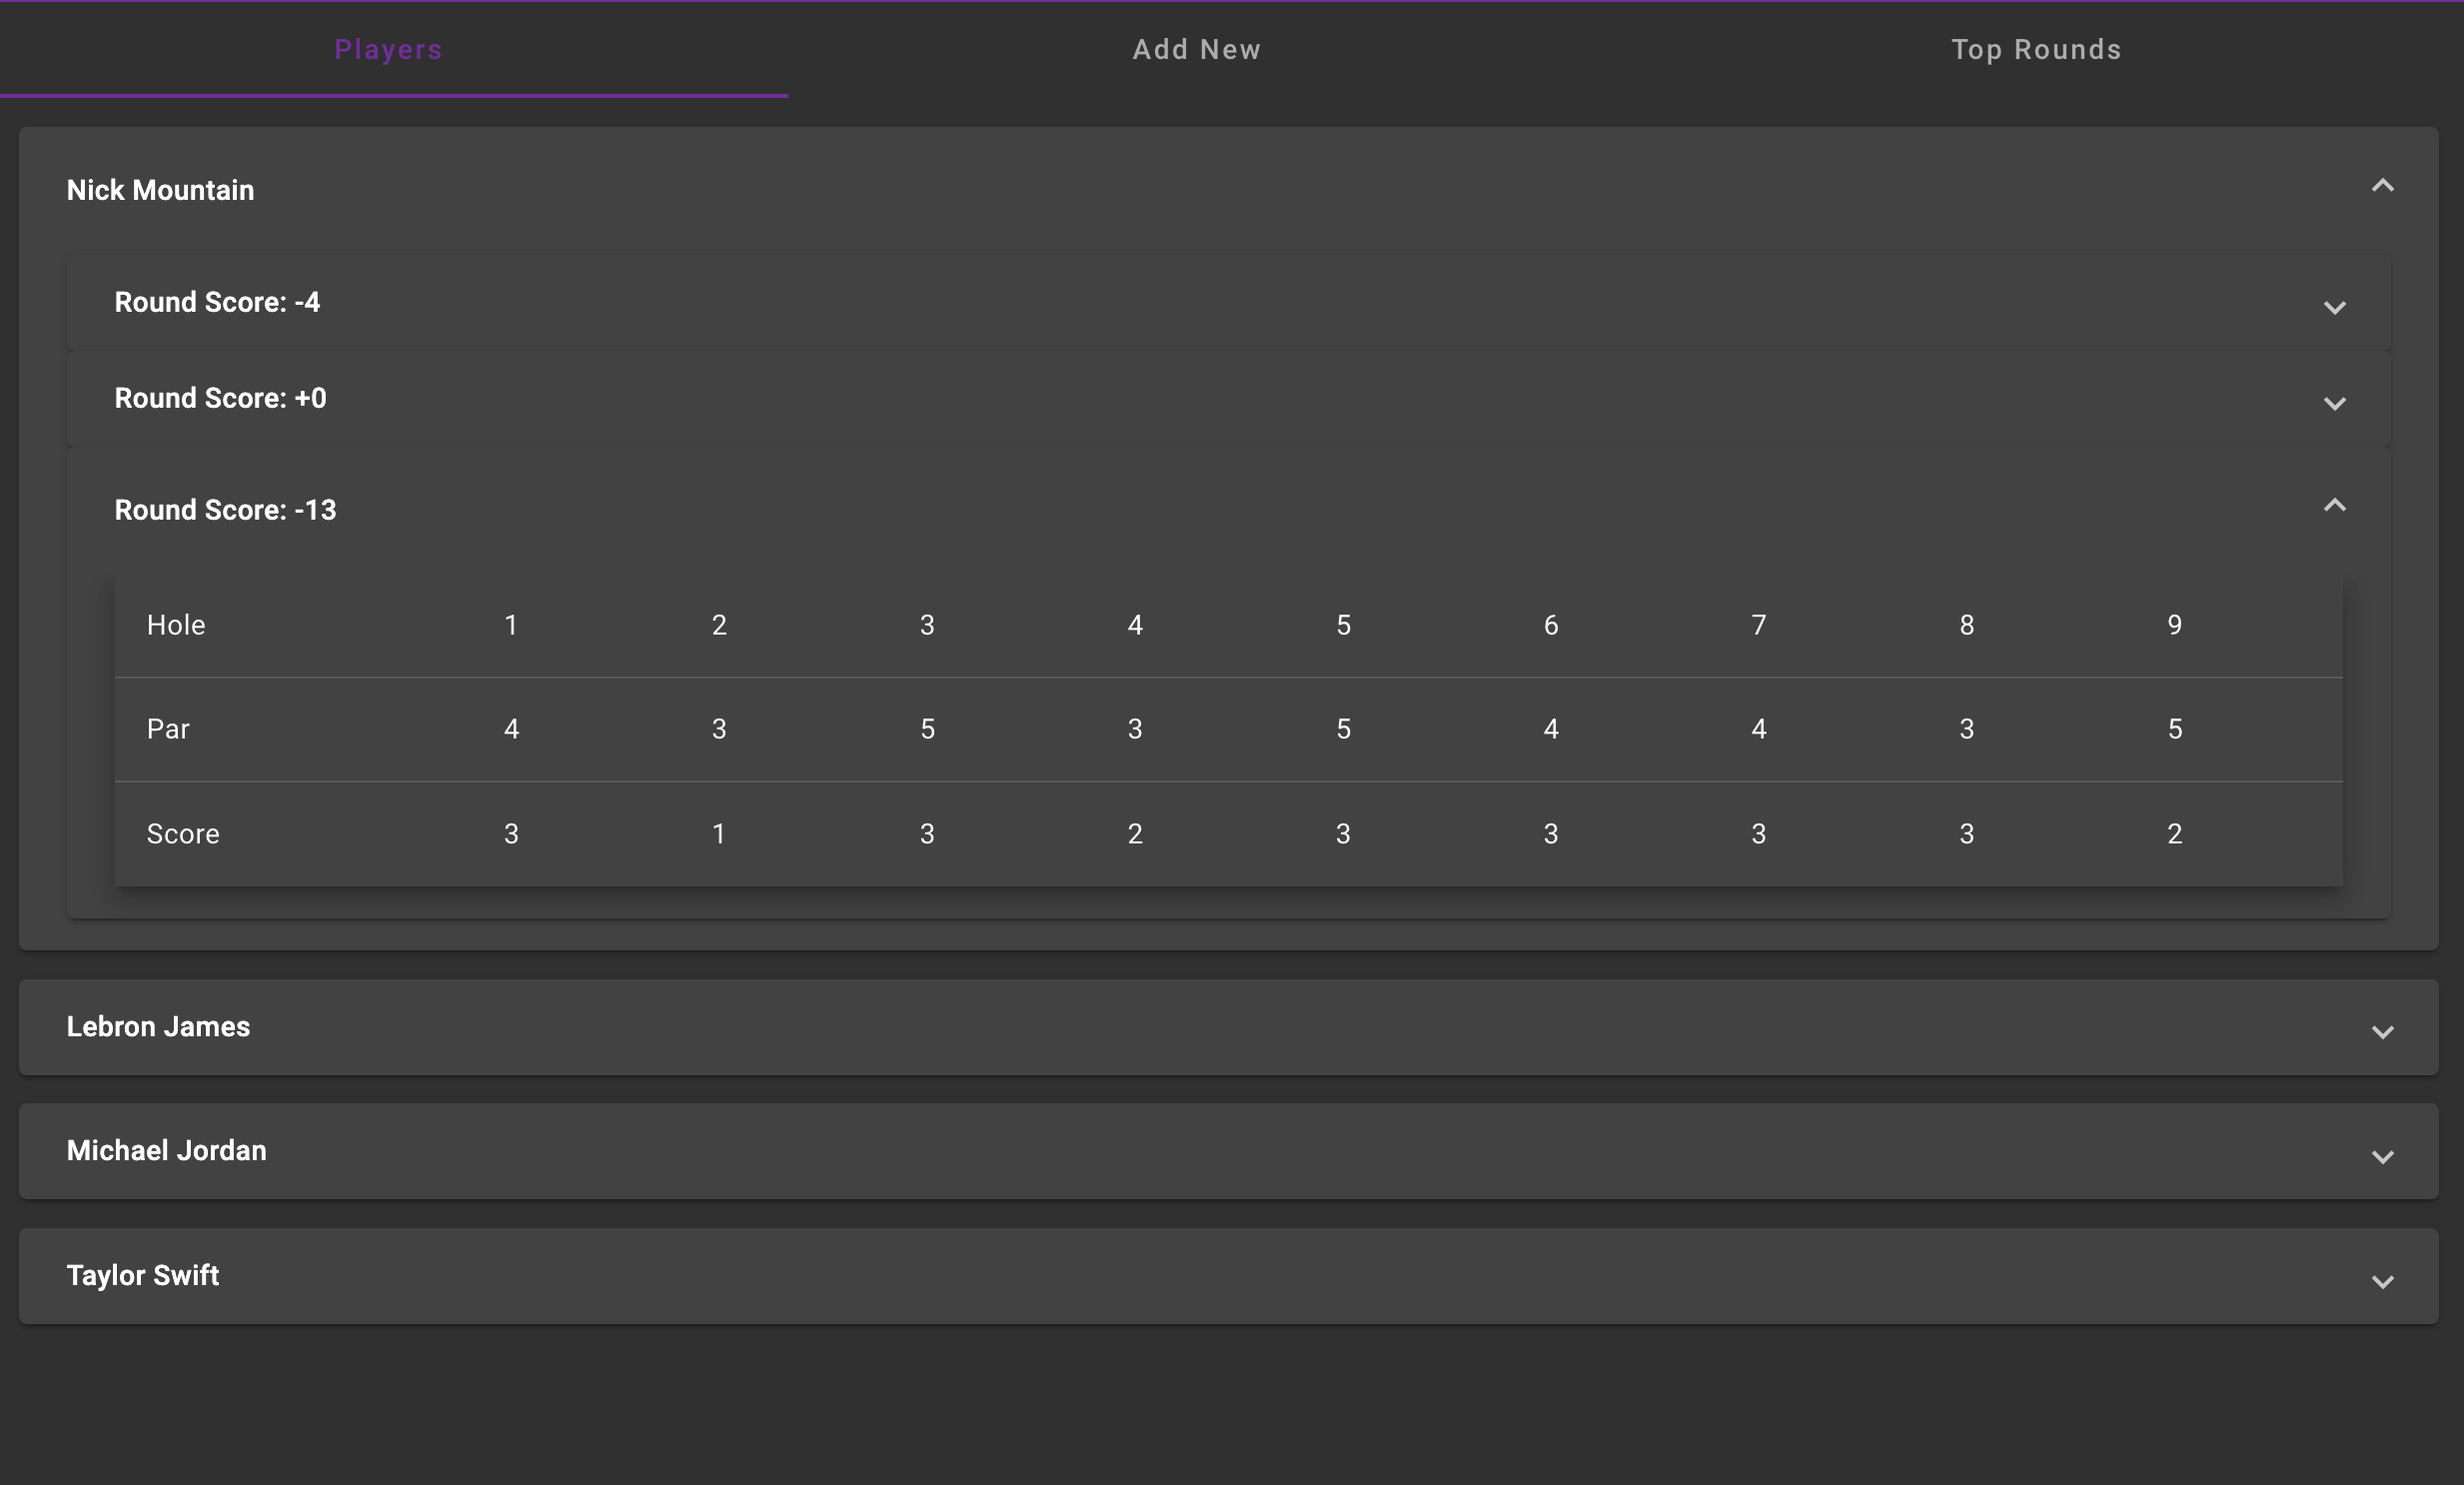 Players Add New Top Rounds
Nick Mountain
Round Score: -4
Round Score: +0
Round Score: -13
Hole 1 2 3 4 5 6 7 8 9
Par 4 3 5 3 5 4 4 3 5
Score 3 1 3 2 3 3 3 3 2
Lebron James
Michael Jordan
Taylor Swift